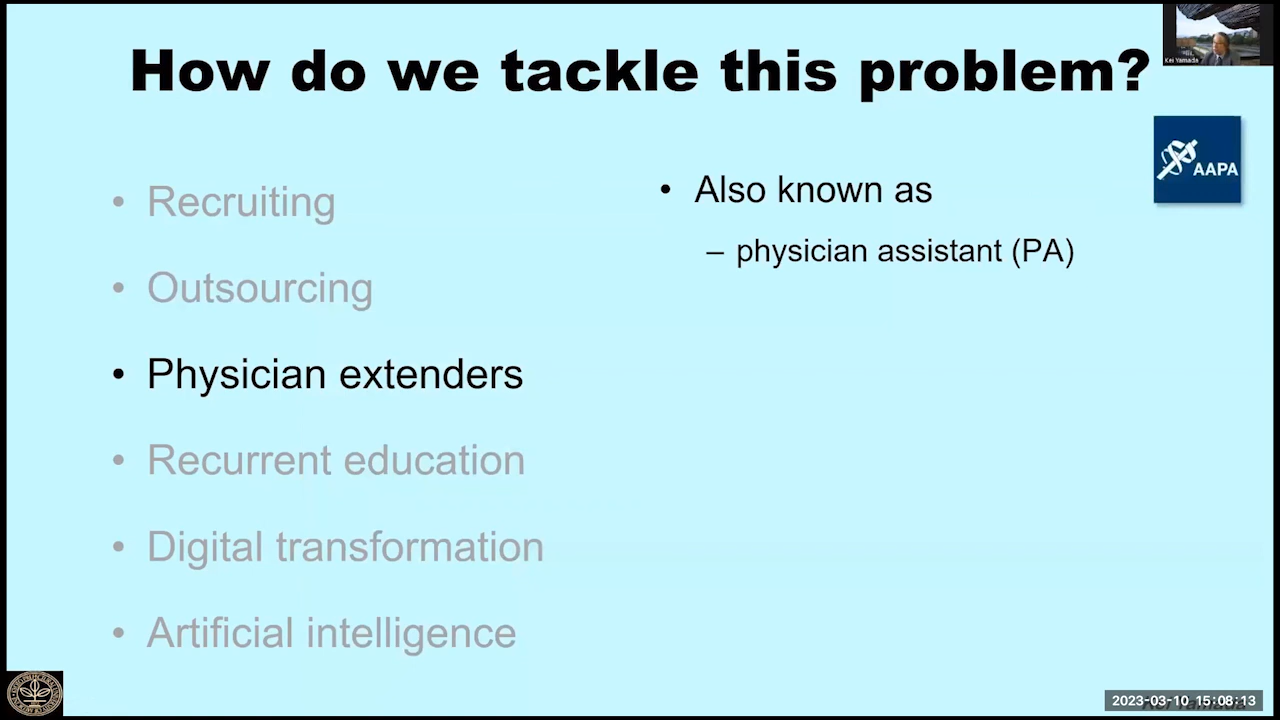 How do we tackle this problem?
Kei Yamada
AAPA
• Recruiting
• Outsourcing
• Physician extenders
• Recurrent education
• Digital transformation
• Artificial intelligence
• Also known as
– physician assistant (PA)
2023-03-10 15:08:13